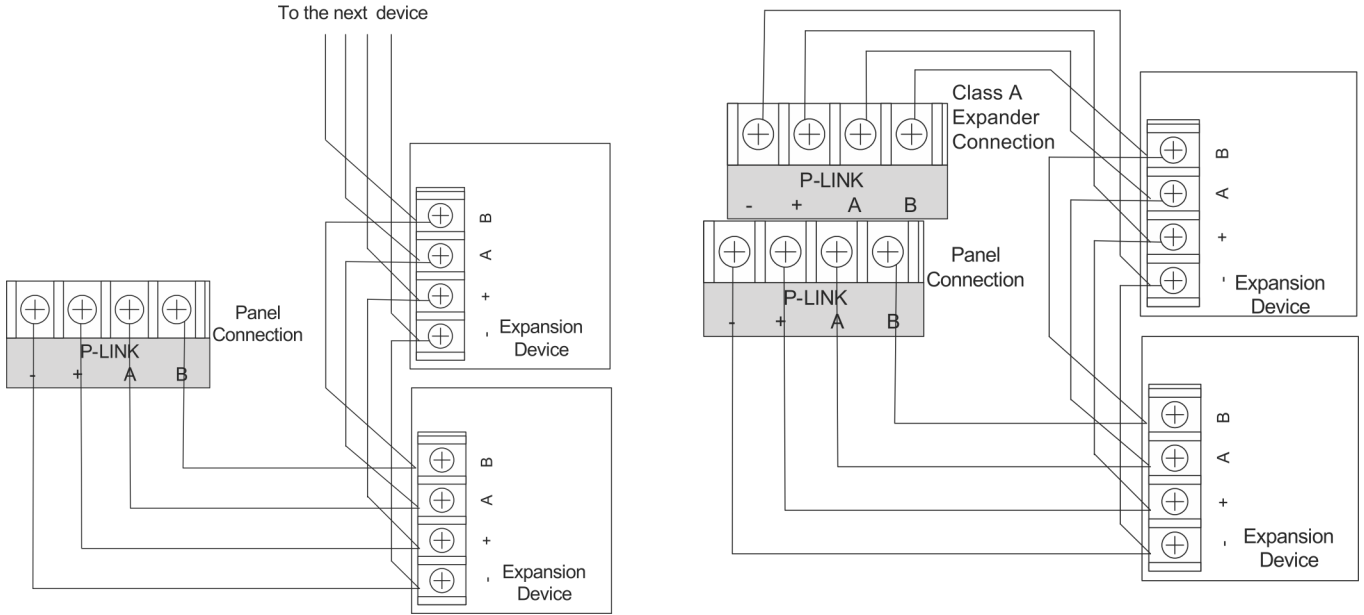 To the next device
B
A
+
-
Expansion
Device
Panel
Connection
P-LINK
- + A B
B
A
+
-
Expansion
Device
Class A
Expander
Connection
P-LINK
- + A B
Panel
Connection
P-LINK
- + A B
B
A
+
-
Expansion
Device
B
A
+
-
Expansion
Device